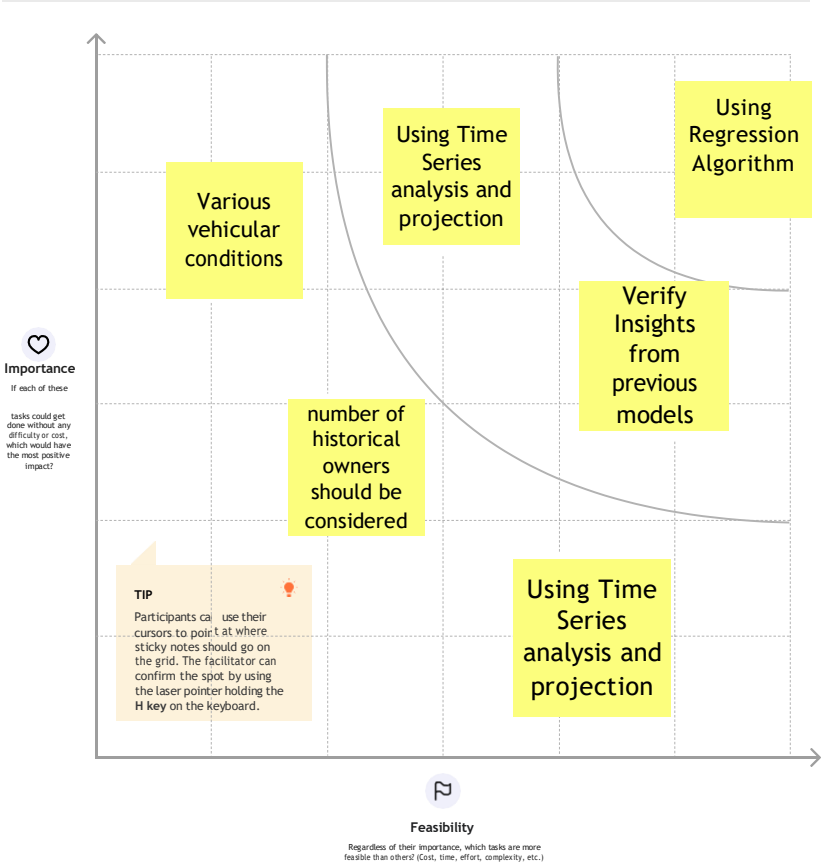 Using
Regression
Algorithm
Using Time
Series
analysis and
projection
Various
vehicular
conditions
Verify
Insights
from
previous
models
Importance
If each of these
tasks could get
done without any
difficulty or cost,
which would have
the most positive
impact?
number of
historical
owners
should be
considered
Using Time
Series
analysis and
projection
TIP
Participants ca use their
cursors to point at where
sticky notes should go on
the grid. The facilitator can
confirm the spot by using
the laser pointer holding the
H key on the keyboard.
Feasibility
Regardless of their importance, which tasks are more
feasible than others? (Cost, time, effort, complexity, etc.)